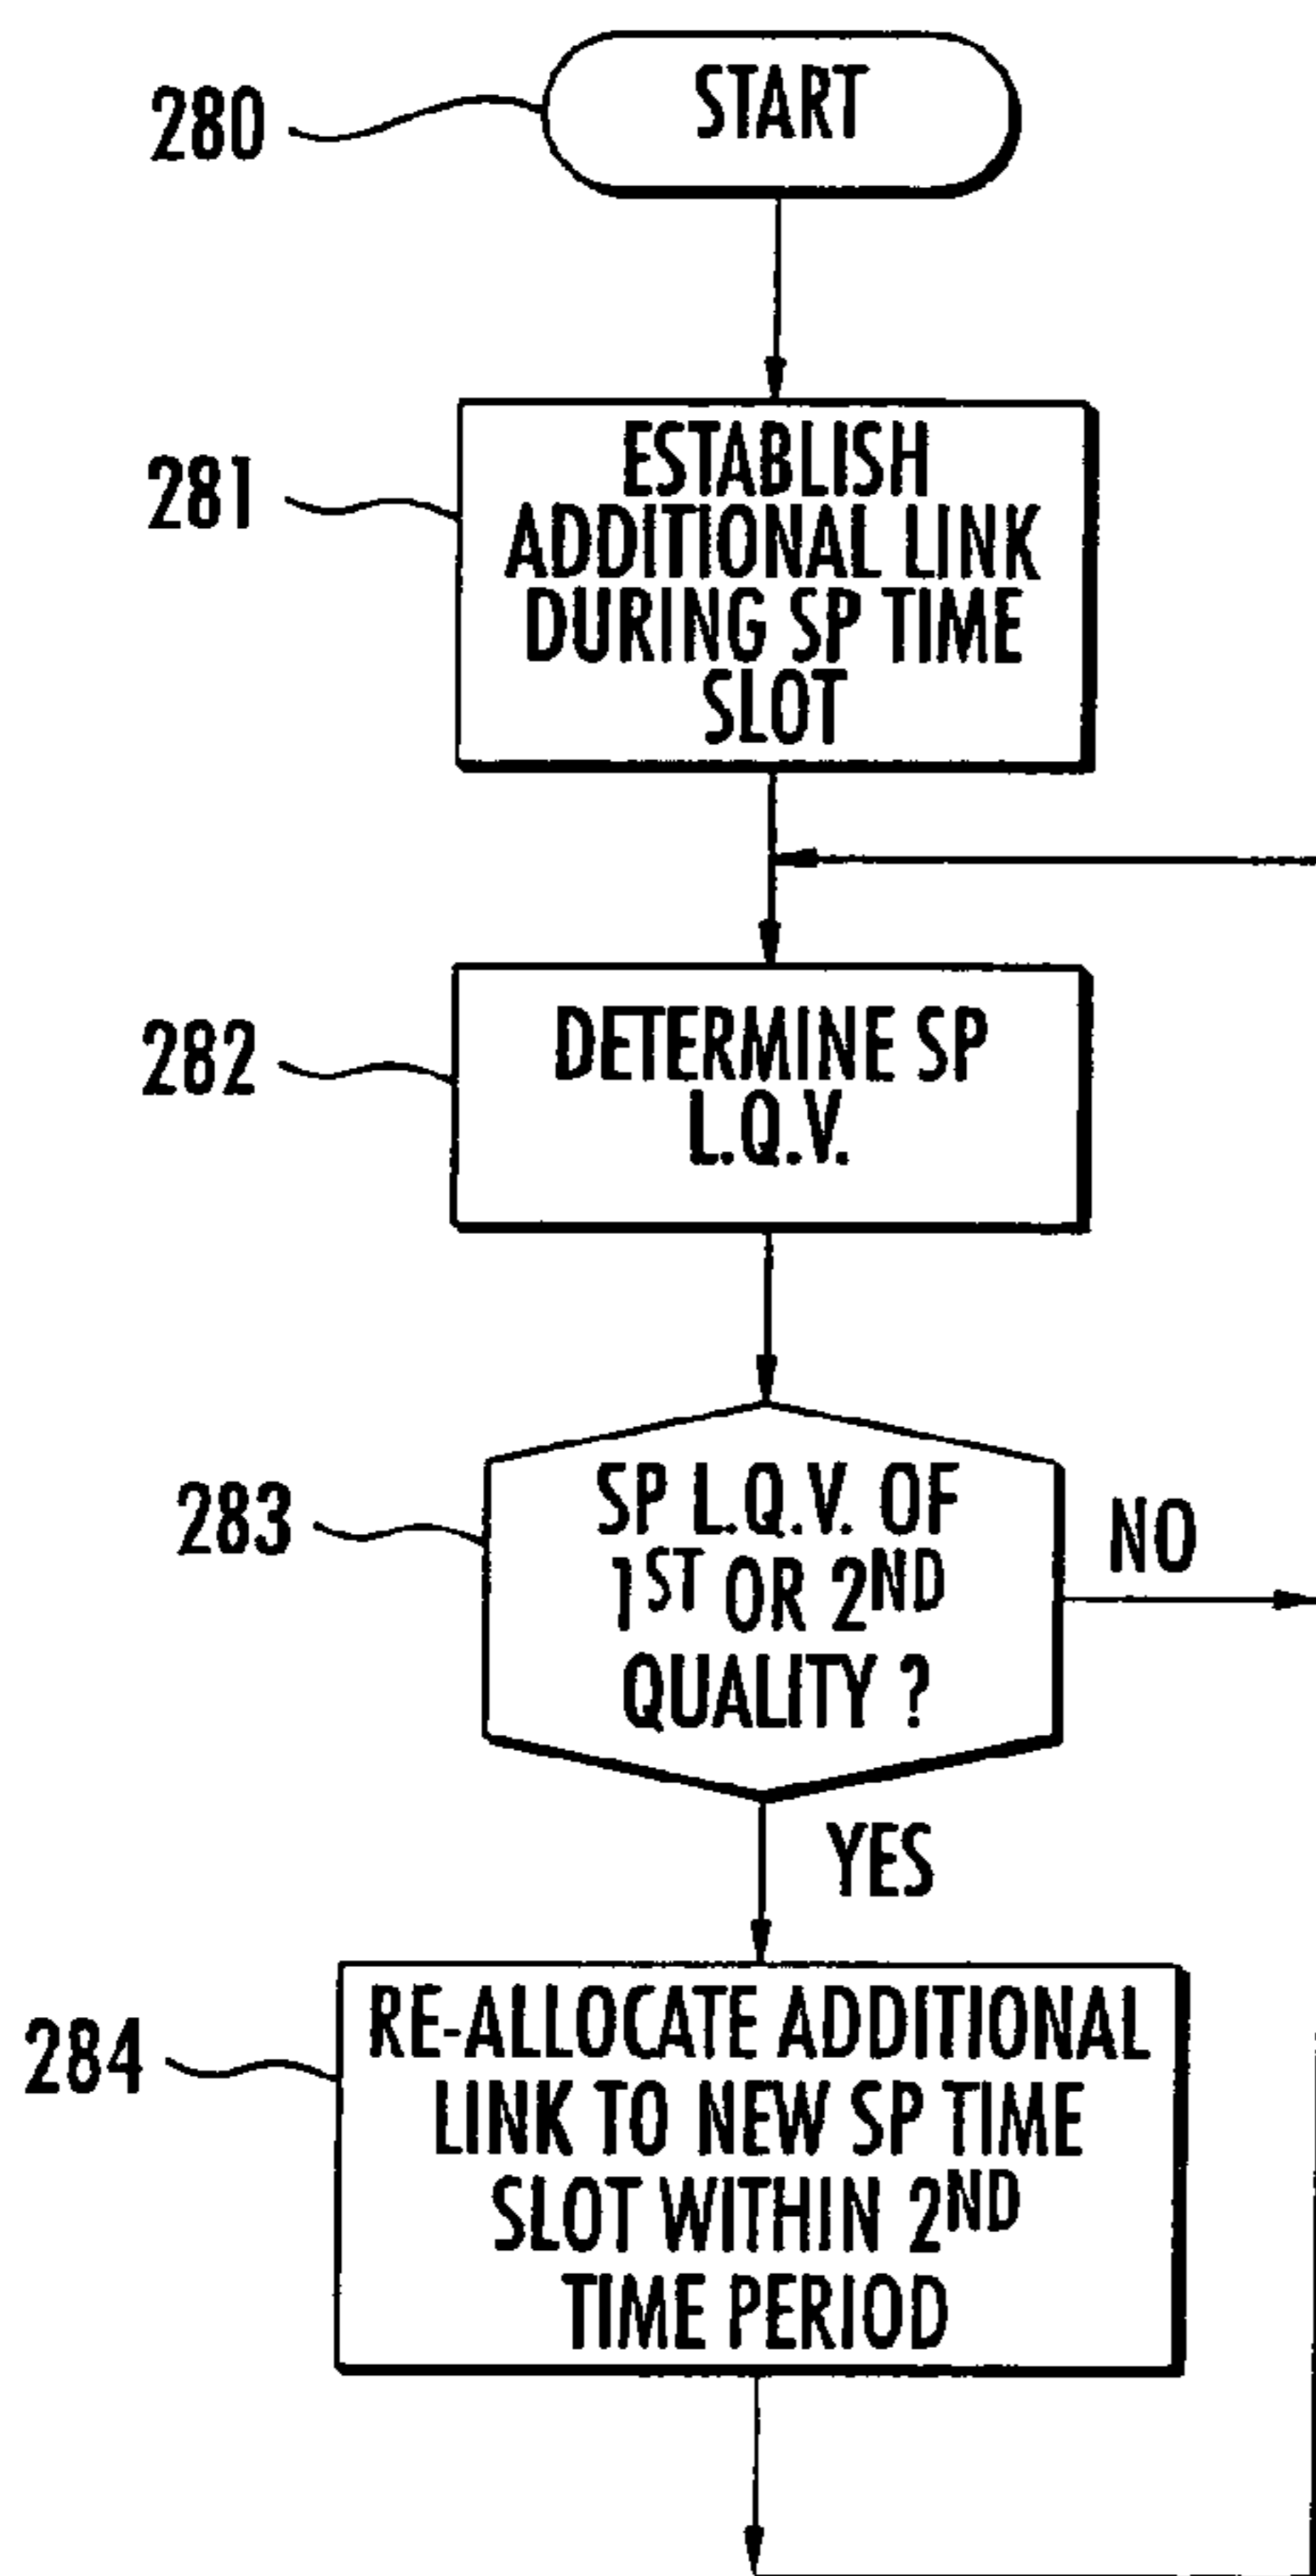 280
START
281
ESTABLISH
ADDITIONAL LINK
DURING SP TIME
SLOT
282
DETERMINE SP
L.Q.V.
283
SP L.Q.V. OF
1ST OR 2ND
QUALITY ?
NO
YES
284
RE-ALLOCATE ADDITIONAL
LINK TO NEW SP TIME
SLOT WITHIN 2ND
TIME PERIOD